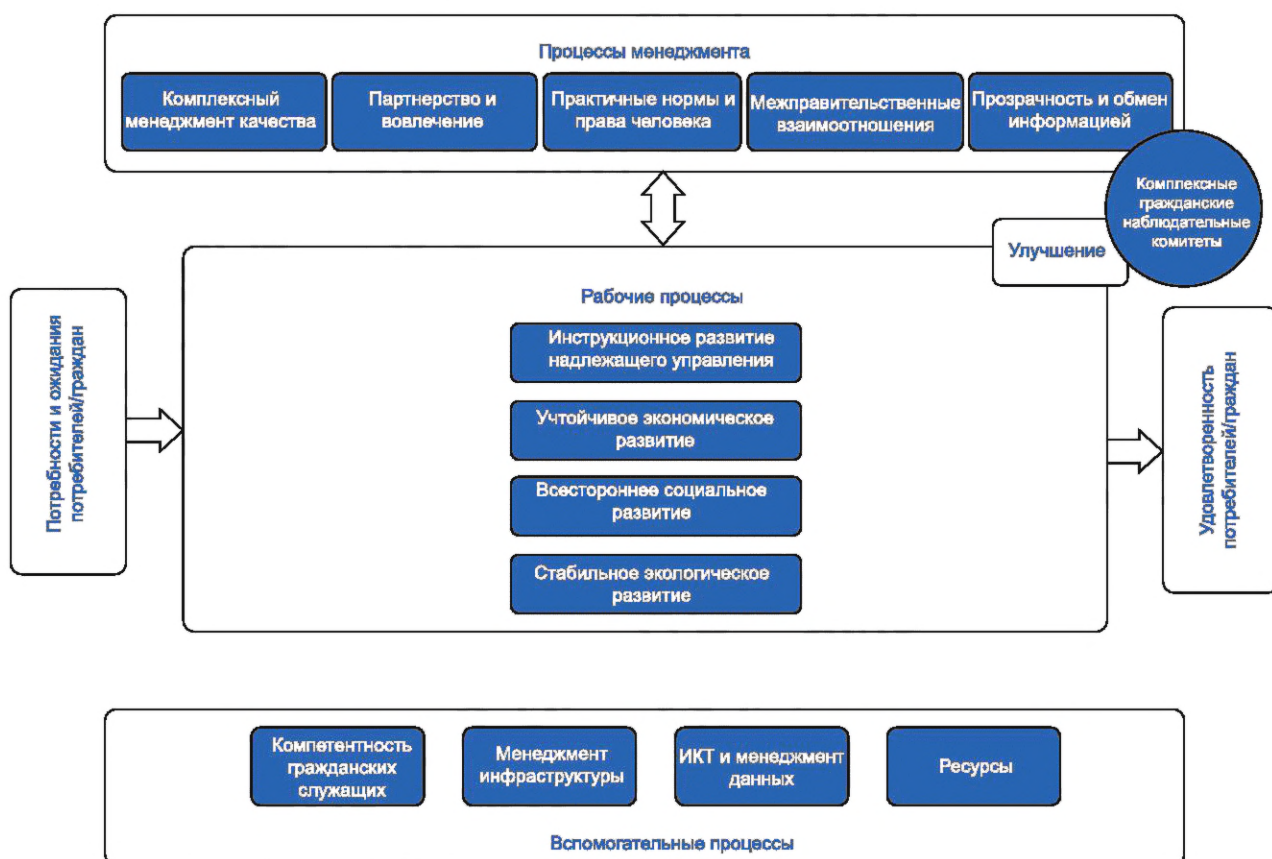 Процессы менеджмента
Комплексный
менеджмент качества
Партнерство и
вовлечение
Практичные нормы и
права человека
Межправительственные
взаимоотношения
Прозрачность и обмен
информацией
Комплексные
гражданские
наблюдательные
комитеты
Улучшение
Потребности и ожидания
потребителей/граждан
Рабочие процессы
Инструкционное развитие
надлежащего управления
Учтойчивое экономическое
развитие
Всестороннее социальное
развитие
Стабильное экологическое
развитие
Удовлетворенность
потребителей/граждан
Компетентность
гражданских
служащих
Менеджмент
инфраструктуры
ИКТ и менеджмент
данных
Ресурсы
Вспомогательные процессы